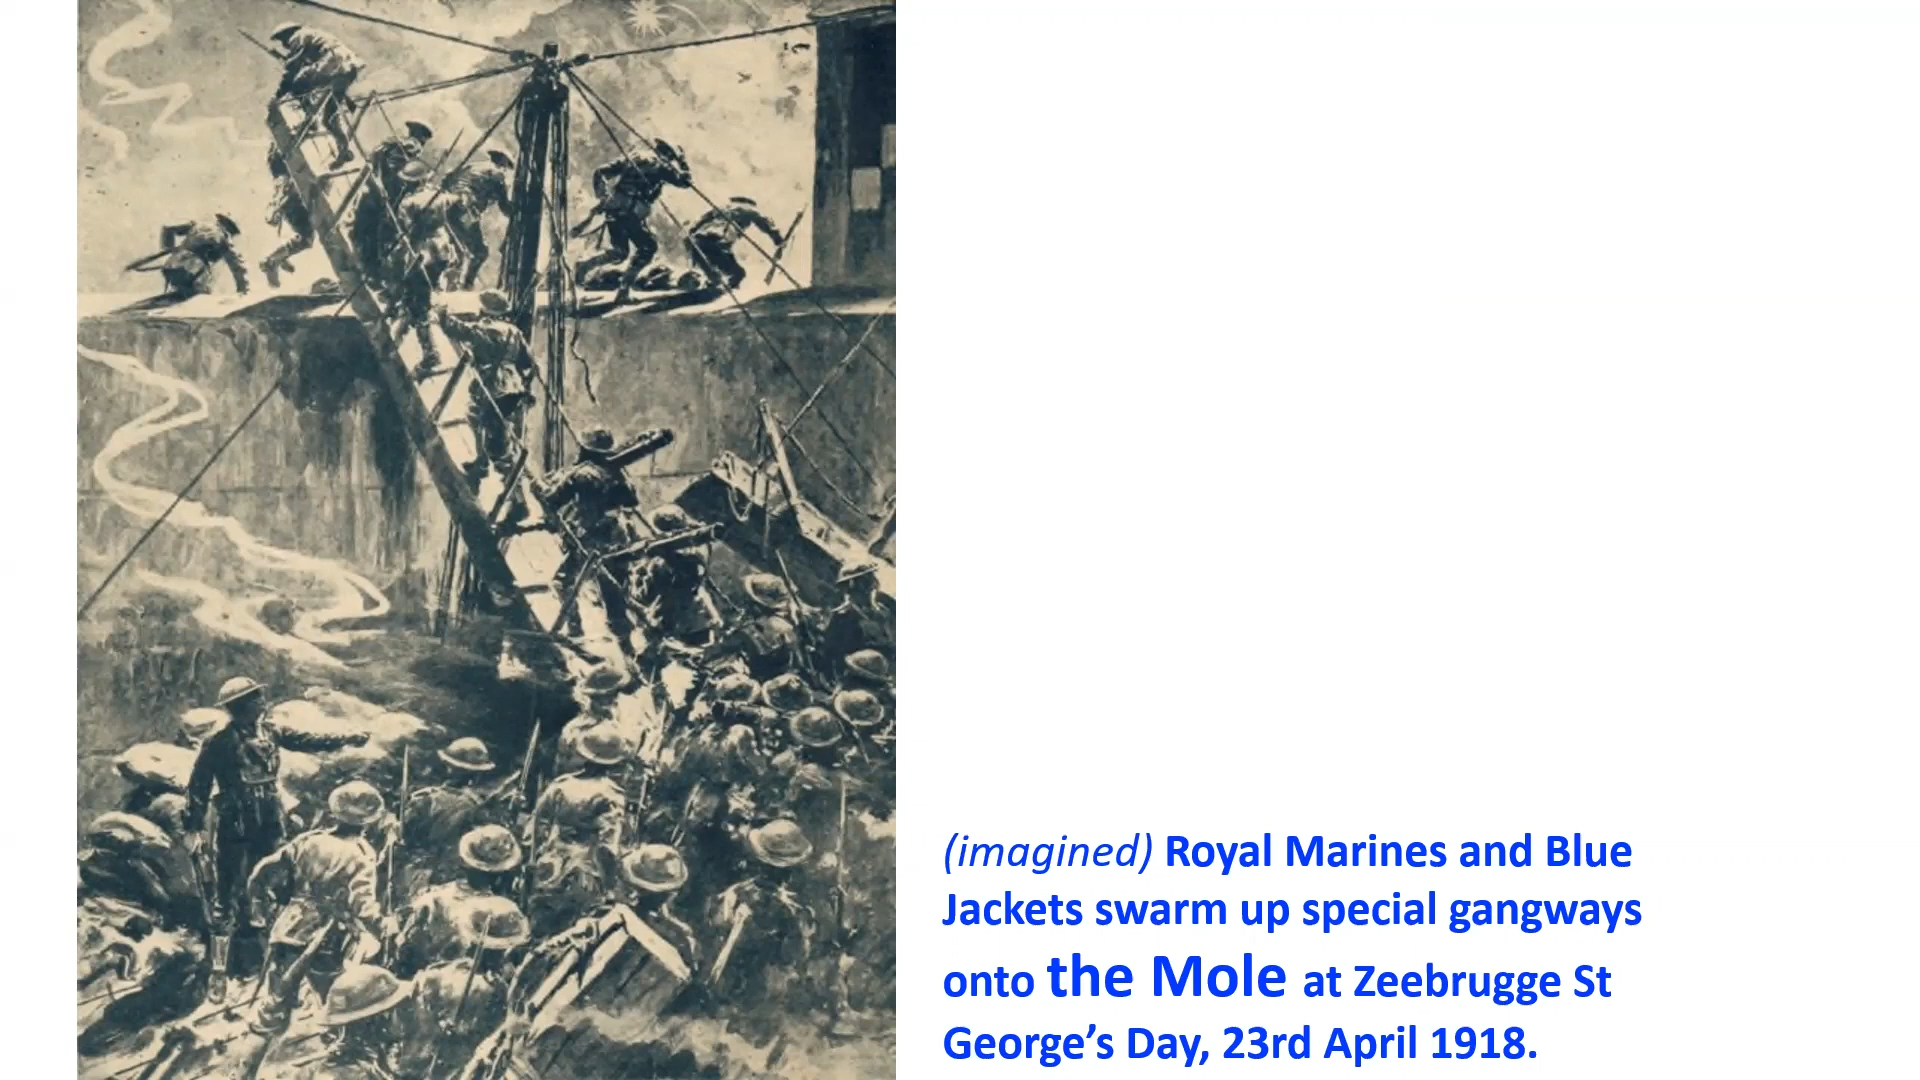 (imagined) Royal Marines and Blue
Jackets swarm up special gangways
onto the Mole at Zeebrugge St
George’s Day, 23rd April 1918.